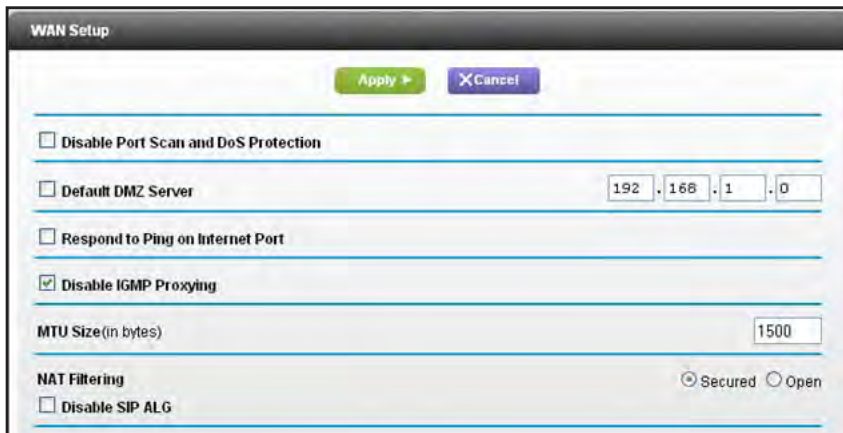 WAN Setup
Apply ►
X Cancel
Disable Port Scan and DoS Protection
Default DMZ Server 192 . 168 . 1 . 0
Respond to Ping on Internet Port
Disable IGMP Proxying
MTU Size(in bytes) 1500
NAT Filtering Secured Open
Disable SIP ALG